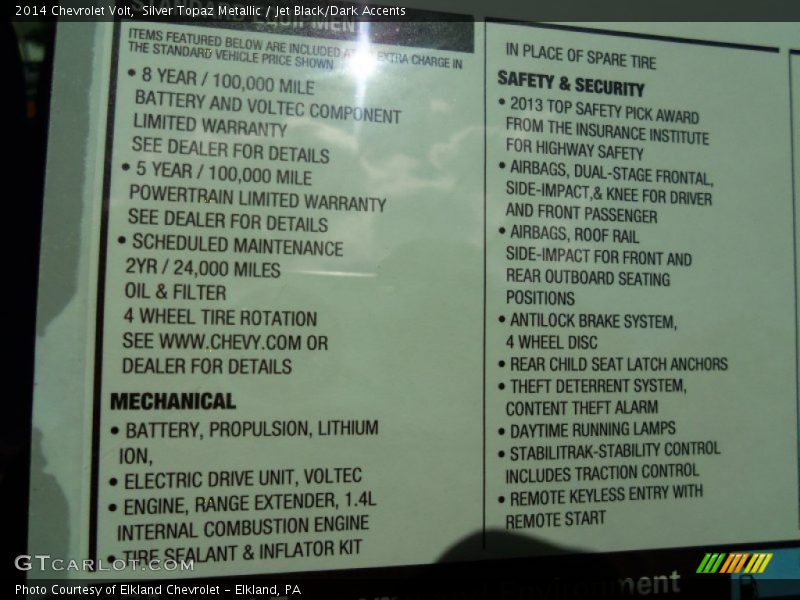 2014 Chevrolet Volt, Silver Topaz Metallic / Jet Black/Dark Accents
STANDARD EQUIPMENT
ITEMS FEATURED BELOW ARE INCLUDED AT EXTRA CHARGE IN
THE STANDARD VEHICLE PRICE SHOWN
• 8 YEAR / 100,000 MILE
BATTERY AND VOLTEC COMPONENT
LIMITED WARRANTY
SEE DEALER FOR DETAILS
• 5 YEAR / 100,000 MILE
POWERTRAIN LIMITED WARRANTY
SEE DEALER FOR DETAILS
• SCHEDULED MAINTENANCE
2YR / 24,000 MILES
OIL & FILTER
4 WHEEL TIRE ROTATION
SEE WWW.CHEVY.COM OR
DEALER FOR DETAILS
MECHANICAL
• BATTERY, PROPULSION, LITHIUM
ION,
• ELECTRIC DRIVE UNIT, VOLTEC
• ENGINE, RANGE EXTENDER, 1.4L
INTERNAL COMBUSTION ENGINE
• TIRE SEALANT & INFLATOR KIT
IN PLACE OF SPARE TIRE
SAFETY & SECURITY
• 2013 TOP SAFETY PICK AWARD
FROM THE INSURANCE INSTITUTE
FOR HIGHWAY SAFETY
• AIRBAGS, DUAL-STAGE FRONTAL,
SIDE-IMPACT,& KNEE FOR DRIVER
AND FRONT PASSENGER
• AIRBAGS, ROOF RAIL
SIDE-IMPACT FOR FRONT AND
REAR OUTBOARD SEATING
POSITIONS
• ANTILOCK BRAKE SYSTEM,
4 WHEEL DISC
• REAR CHILD SEAT LATCH ANCHORS
• THEFT DETERRENT SYSTEM,
CONTENT THEFT ALARM
• DAYTIME RUNNING LAMPS
• STABILITRAK-STABILITY CONTROL
INCLUDES TRACTION CONTROL
• REMOTE KEYLESS ENTRY WITH
REMOTE START
Environment
GTCARLOT.COM
Photo Courtesy of Elkland Chevrolet - Elkland, PA